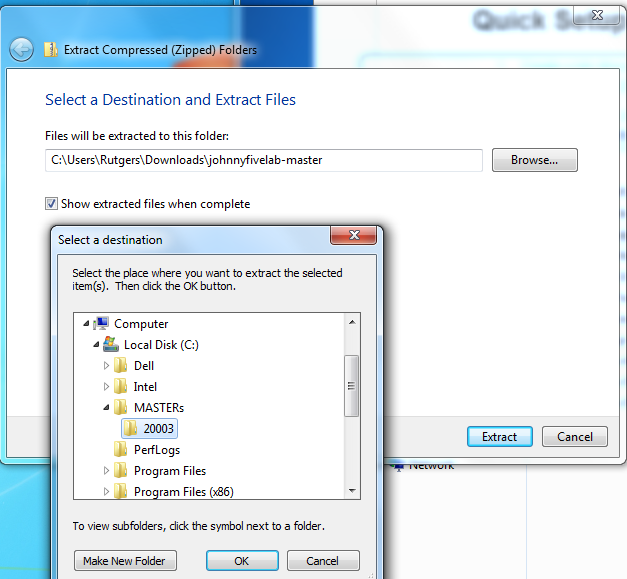 Quick Setup
Extract Compressed (Zipped) Folders
Select a Destination and Extract Files
Files will be extracted to this folder:
C:\Users\Rutgers\Downloads\johnnyfivelab-master
Browse...
Show extracted files when complete
Select a destination
Select the place where you want to extract the selected
item(s). Then click the OK button.
Computer
Local Disk (C:)
Dell
Intel
MASTERs
20003
PerfLogs
Program Files
Program Files (x86)
To view subfolders, click the symbol next to a folder.
Make New Folder
OK
Cancel
Extract
Cancel
Network